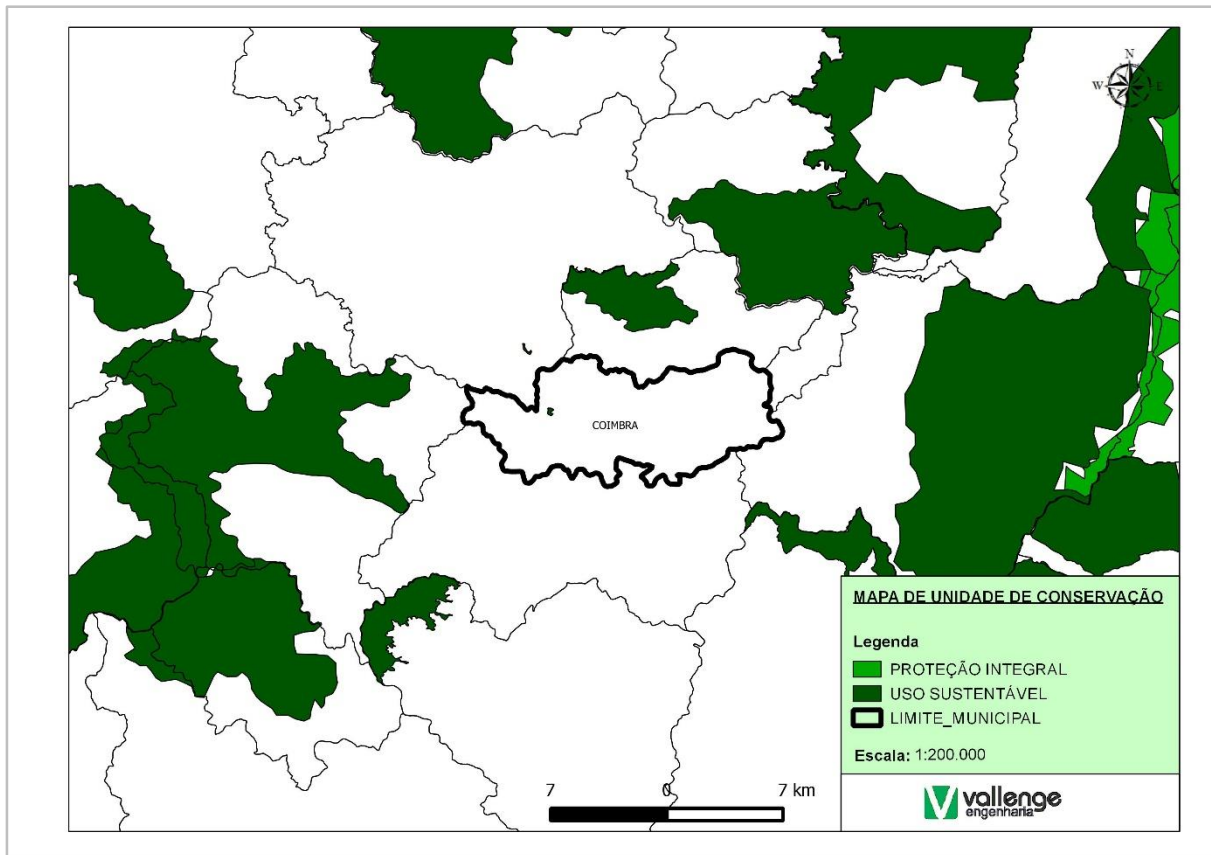 N
W E
S
COIMBRA
MAPA DE UNIDADE DE CONSERVAÇÃO
Legenda
PROTEÇÃO INTEGRAL
USO SUSTENTÁVEL
LIMITE_MUNICIPAL
Escala: 1:200.000
7 0 7 km
vallenge
engenharia